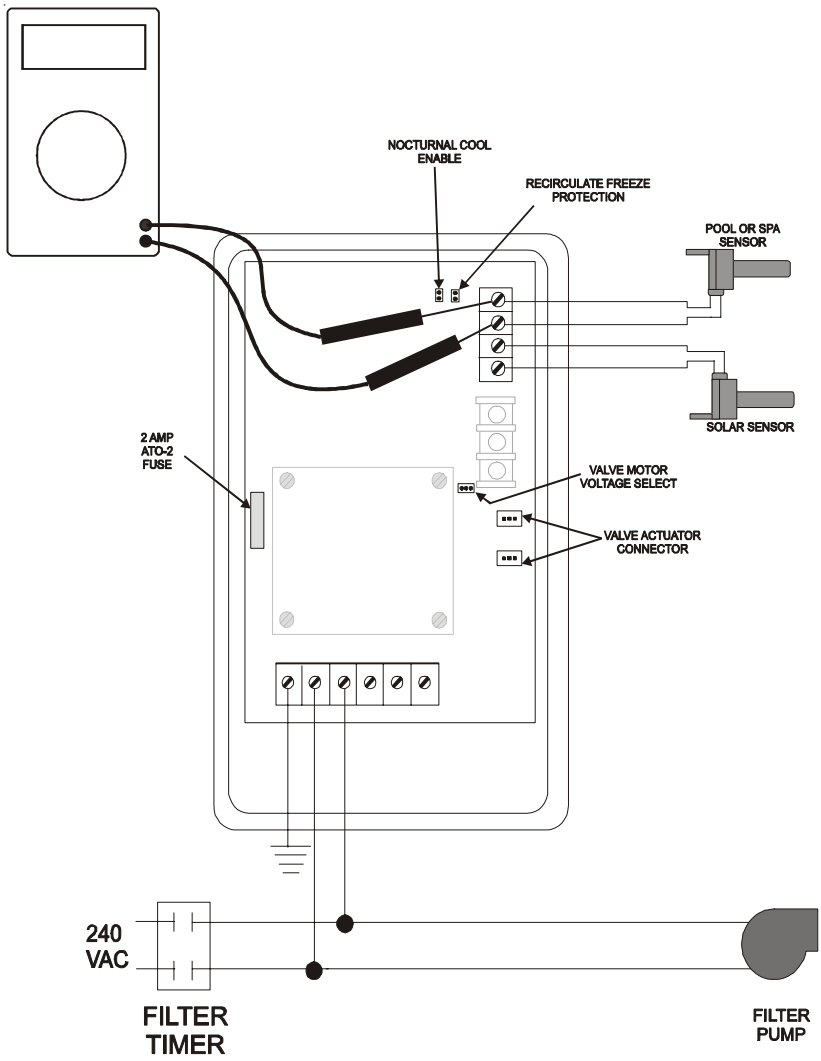 NOCTURNAL COOL
ENABLE
RECIRCULATE FREEZE
PROTECTION
POOL OR SPA
SENSOR
SOLAR SENSOR
2 AMP
ATO-2
FUSE
VALVE MOTOR
VOLTAGE SELECT
VALVE ACTUATOR
CONNECTOR
240
VAC
FILTER
TIMER
FILTER
PUMP